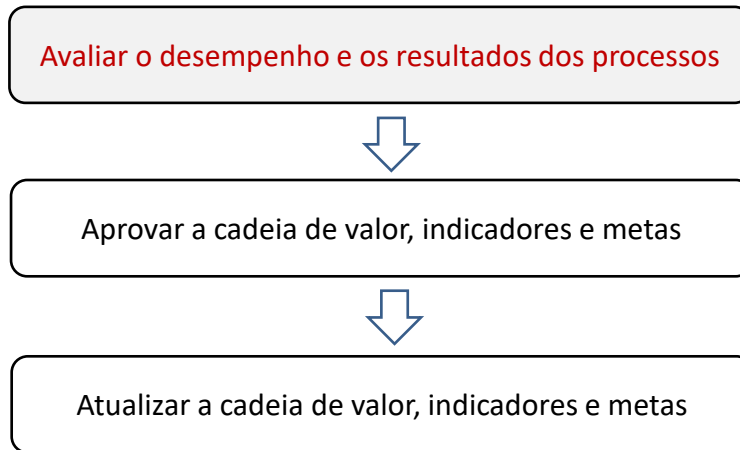 Avaliar o desempenho e os resultados dos processos
Aprovar a cadeia de valor, indicadores e metas
Atualizar a cadeia de valor, indicadores e metas